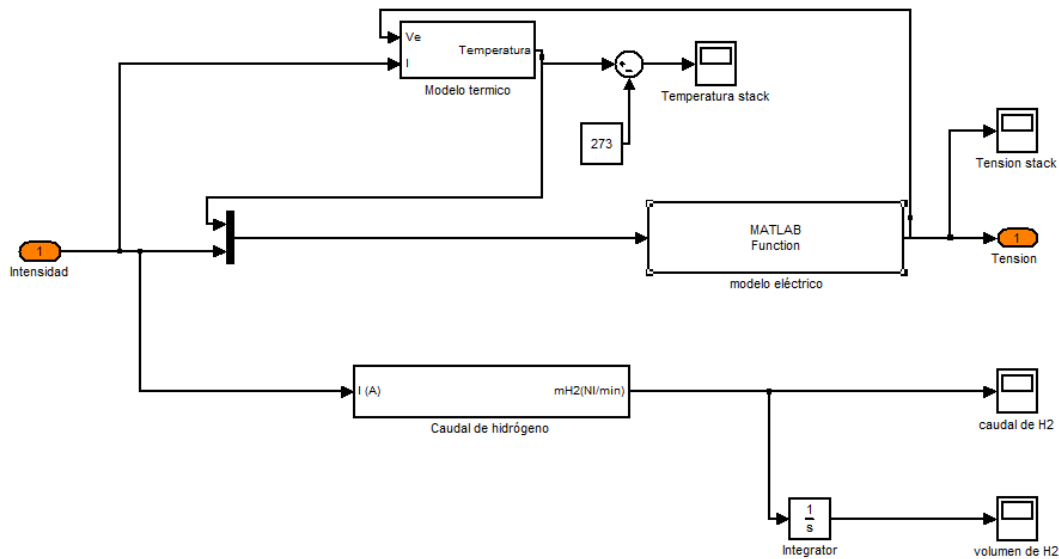 Ve
Temperatura
I
Modelo termico
+
-
Temperatura stack
273
Tension stack
1
Intensidad
MATLAB
Function
modelo eléctrico
1
Tension
I (A)
mH2(Nl/min)
Caudal de hidrógeno
caudal de H2
1
s
Integrator
volumen de H2